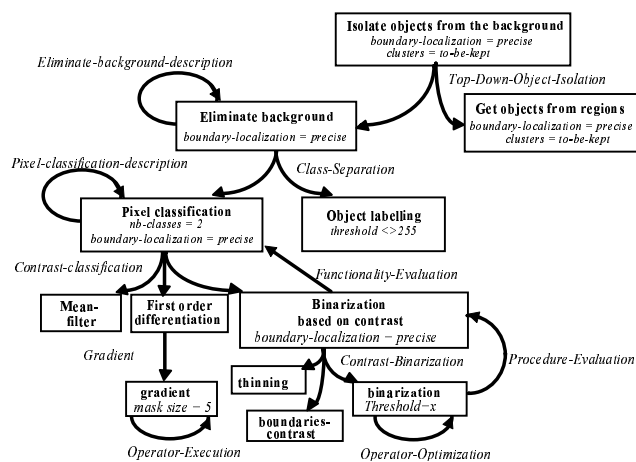 Isolate objects from the background
boundary-localization = precise
clusters = to-be-kept
Eliminate-background-description
Top-Down-Object-Isolation
Eliminate background
boundary-localization = precise
Get objects from regions
boundary-localization = precise
clusters = to-be-kept
Pixel-classification-description
Class-Separation
Pixel classification
nb-classes = 2
boundary-localization = precise
Object labelling
threshold <>255
Contrast-classification
Functionality-Evaluation
Mean-
filter
First order
differentiation
Binarization
based on contrast
boundary-localization − precise
Gradient
Contrast-Binarization
Procedure-Evaluation
thinning
gradient
mask size − 5
binarization
Threshold−x
boundaries-
contrast
Operator-Execution
Operator-Optimization